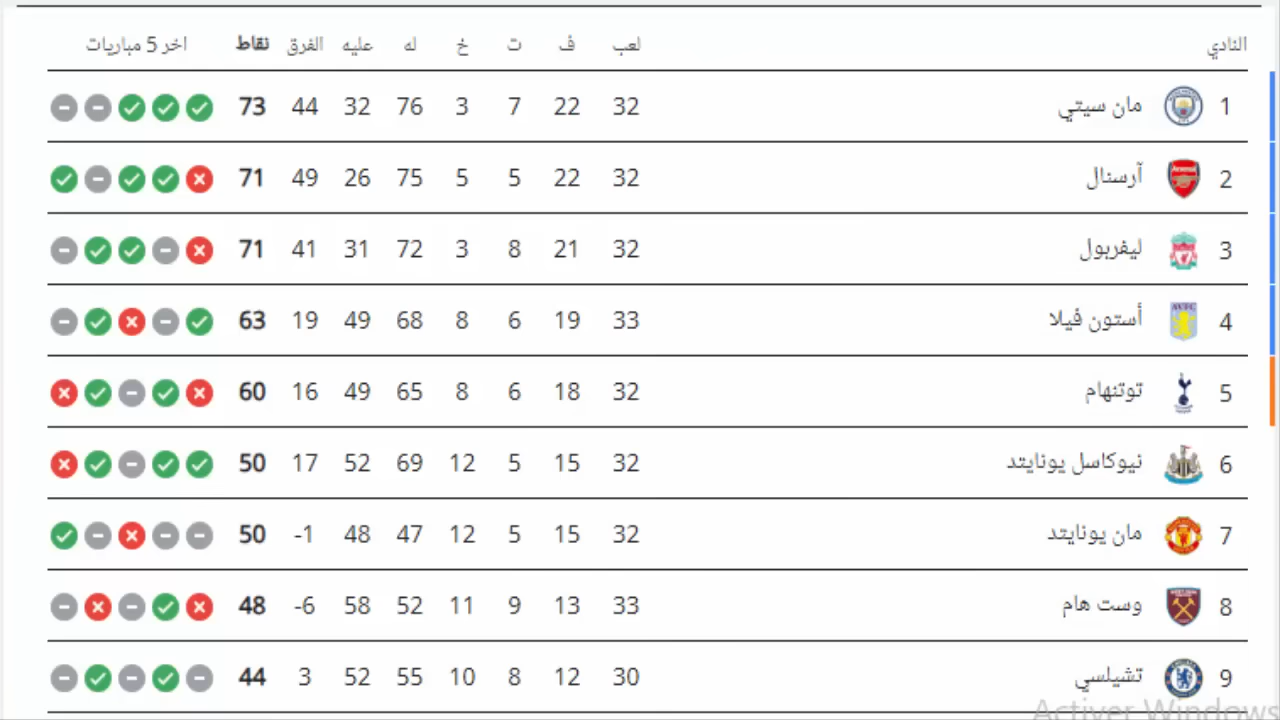 النادي لعب ف ت خ له عليه الفرق نقاط اخر 5 مباريات
1 مان سيتي 32 22 7 3 76 32 44 73
2 آرسنال 32 22 5 5 75 26 49 71
3 ليفربول 32 21 8 3 72 31 41 71
4 أستون فيلا 33 19 6 8 68 49 19 63
5 توتنهام 32 18 6 8 65 49 16 60
6 نيوكاسل يونايتد 32 15 5 12 69 52 17 50
7 مان يونايتد 32 15 5 12 47 48 -1 50
8 وست هام 33 13 9 11 52 58 -6 48
9 تشيلسي 30 12 8 10 55 52 3 44
Activer Windows